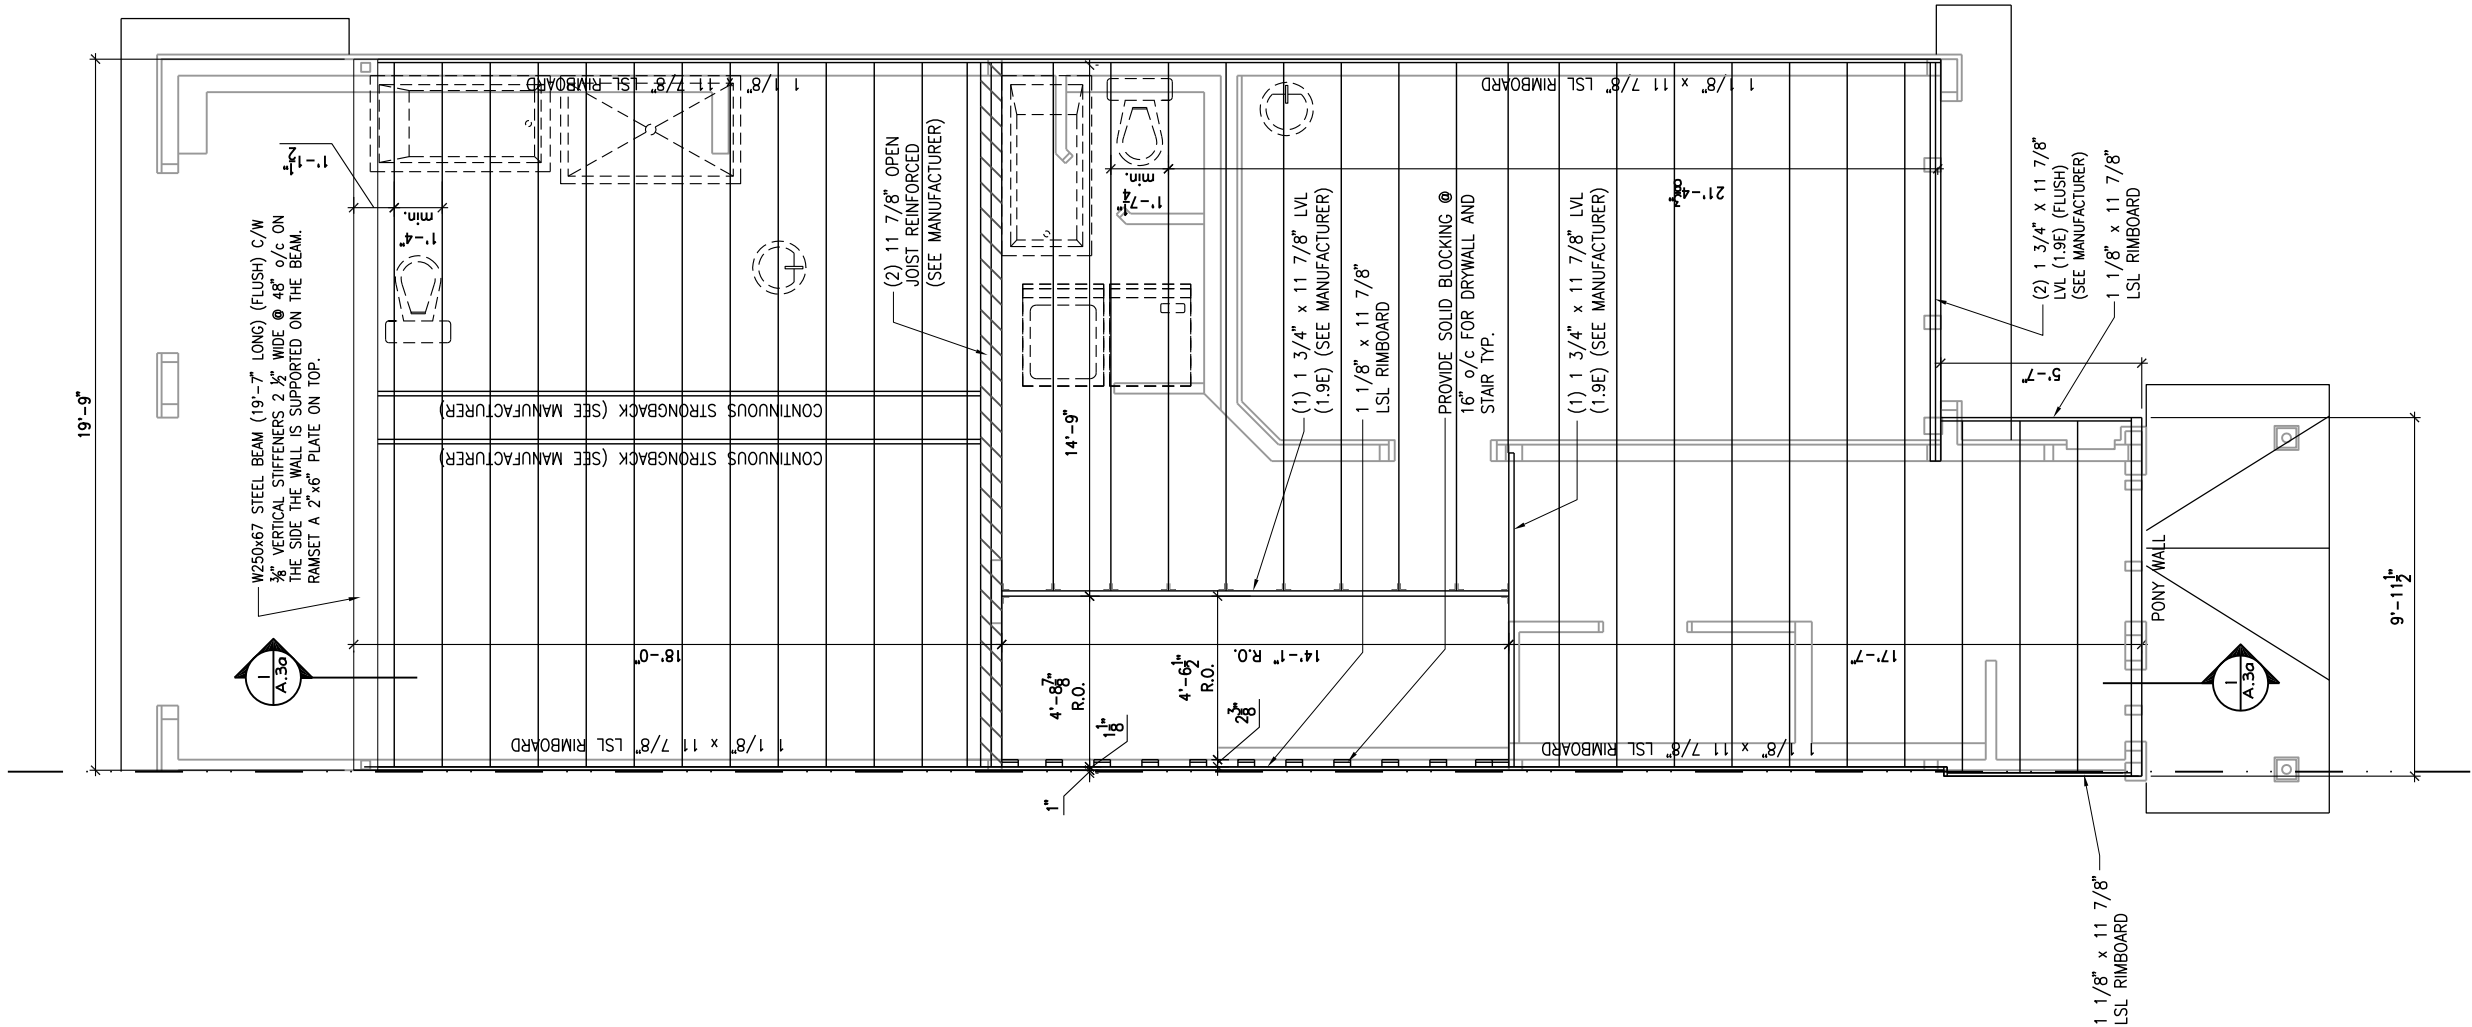 19'-9"
W250x67 STEEL BEAM (19'-7" LONG) (FLUSH) C/W
⅜" VERTICAL STIFFENERS 2 ½" WIDE @ 48" o/c ON
THE SIDE THE WALL IS SUPPORTED ON THE BEAM.
RAMSET A 2"x6" PLATE ON TOP.
1'-1½"
1'-4"
min.
1 1/8" x 11 7/8" LSL RIMBOARD
CONTINUOUS STRONGBACK (SEE MANUFACTURER)
CONTINUOUS STRONGBACK (SEE MANUFACTURER)
18'-0"
1
A.3a
1 1/8" x 11 7/8" LSL RIMBOARD
(2) 11 7/8" OPEN
JOIST REINFORCED
(SEE MANUFACTURER)
14'-9"
1'-7¼"
min.
1 1/8" x 11 7/8" LSL RIMBOARD
21'-4⅜"
(1) 1 3/4" x 11 7/8" LVL
(1.9E) (SEE MANUFACTURER)
1 1/8" x 11 7/8"
LSL RIMBOARD
PROVIDE SOLID BLOCKING @
16" o/c FOR DRYWALL AND
STAIR TYP.
(1) 1 3/4" x 11 7/8" LVL
(1.9E) (SEE MANUFACTURER)
4'-8⅞"
R.O.
4'-6½"
R.O.
14'-1" R.O.
1⅛"
2⅜"
1"
17'-7"
1 1/8" x 11 7/8" LSL RIMBOARD
(2) 1 3/4" X 11 7/8"
LVL (1.9E) (FLUSH)
(SEE MANUFACTURER)
1 1/8" x 11 7/8"
LSL RIMBOARD
5'-7"
PONY WALL
1
A.3a
9'-11½"
1 1/8" x 11 7/8"
LSL RIMBOARD